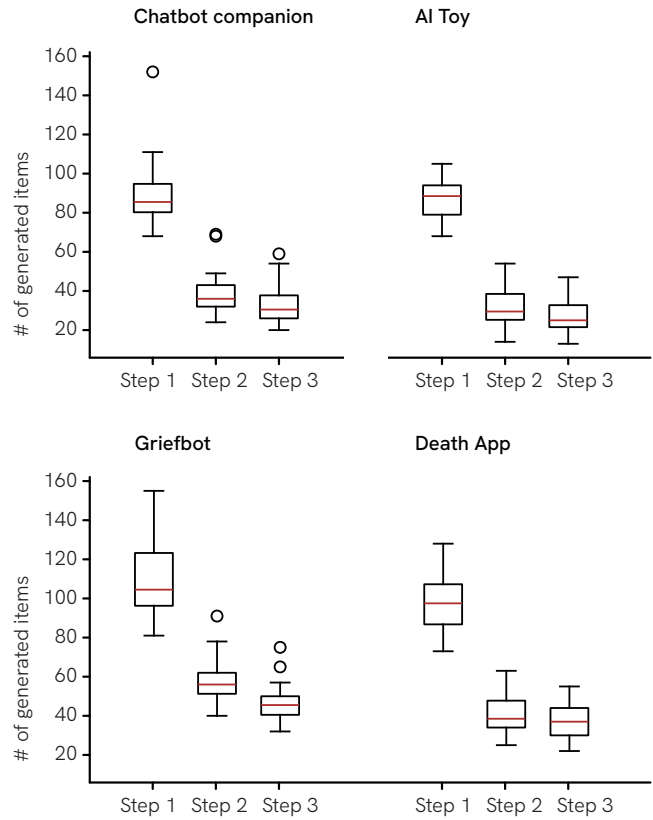 Chatbot companion
AI Toy
# of generated items
160
140
120
100
80
60
40
20
Step 1 Step 2 Step 3
Step 1 Step 2 Step 3
Griefbot
Death App
# of generated items
160
140
120
100
80
60
40
20
Step 1 Step 2 Step 3
Step 1 Step 2 Step 3